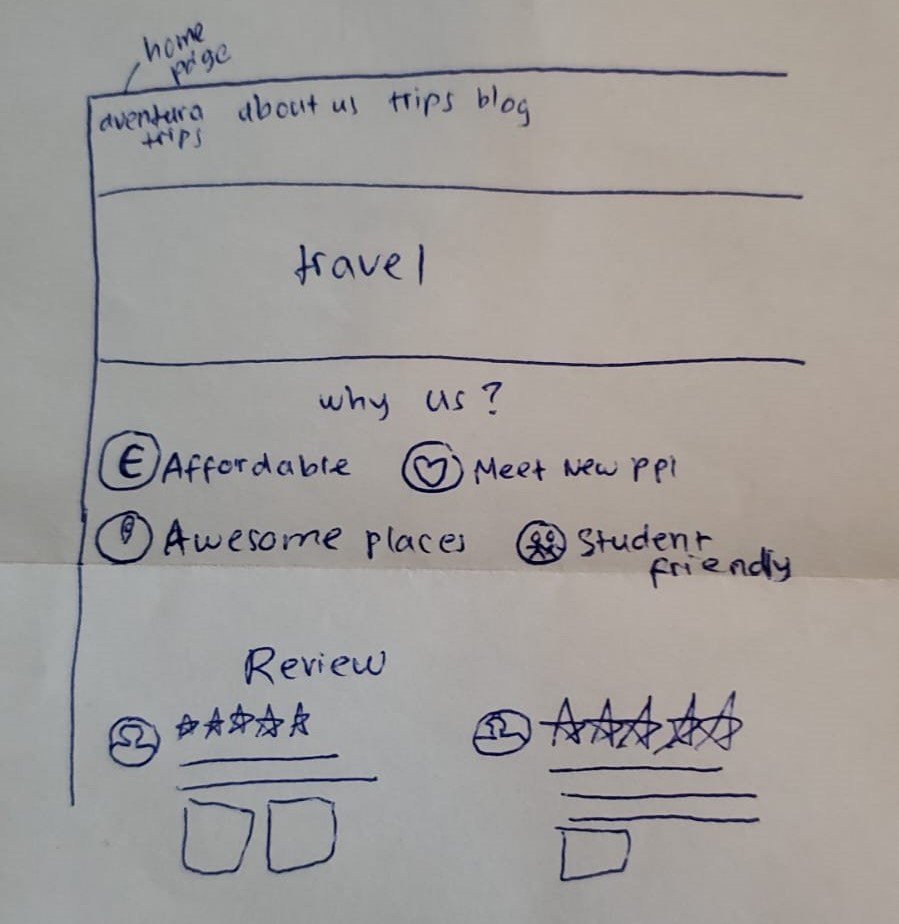 home
page
aventura about us trips blog
trips
travel
why us?
€ Affordable Meet New ppl
Awesome places Student
friendly
Review